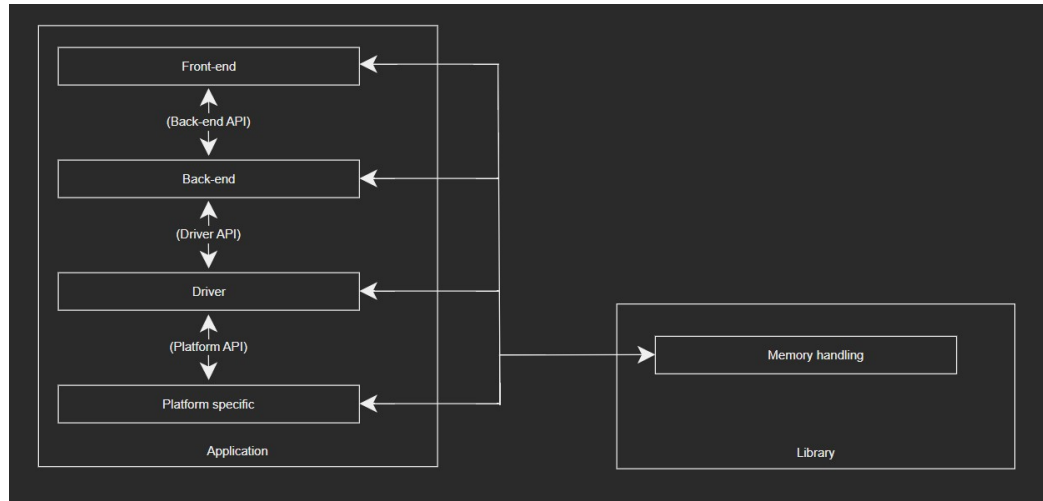 Front-end
(Back-end API)
Back-end
(Driver API)
Driver
(Platform API)
Memory handling
Platform specific
Application
Library